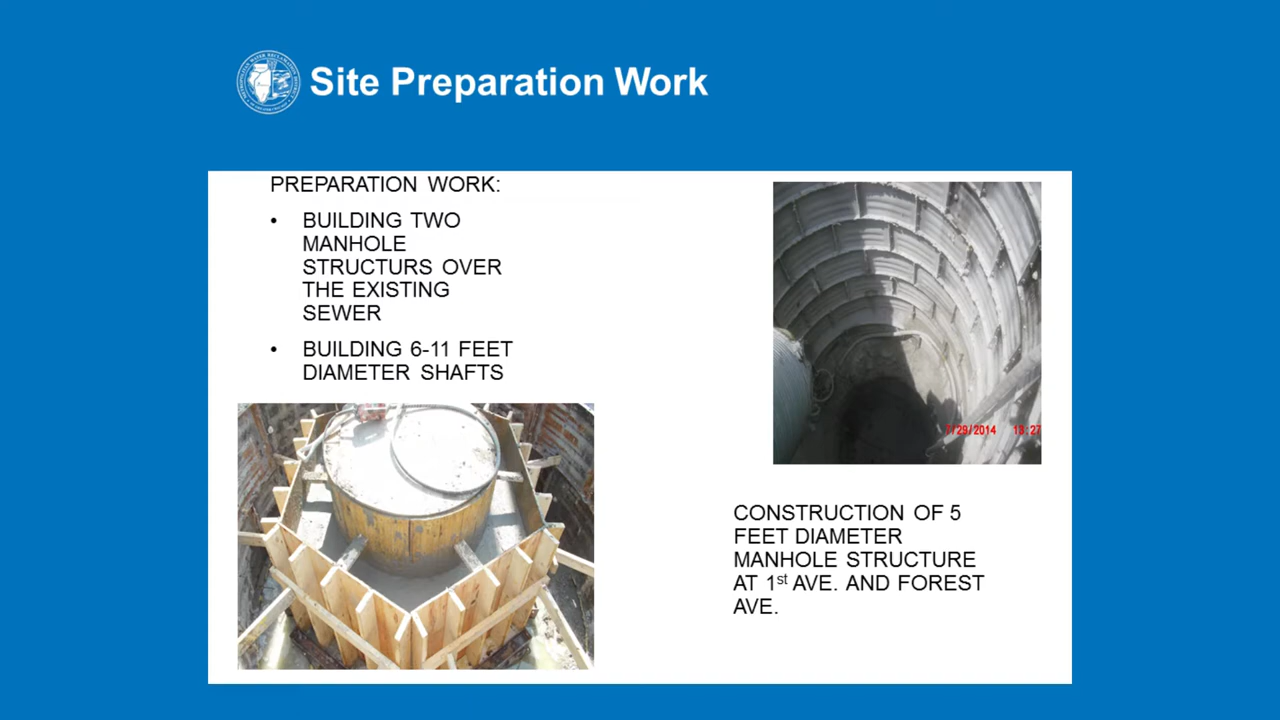 Site Preparation Work
PREPARATION WORK:
• BUILDING TWO
MANHOLE
STRUCTURS OVER
THE EXISTING
SEWER
• BUILDING 6-11 FEET
DIAMETER SHAFTS
7/29/2014 13:27
CONSTRUCTION OF 5
FEET DIAMETER
MANHOLE STRUCTURE
AT 1st AVE. AND FOREST
AVE.